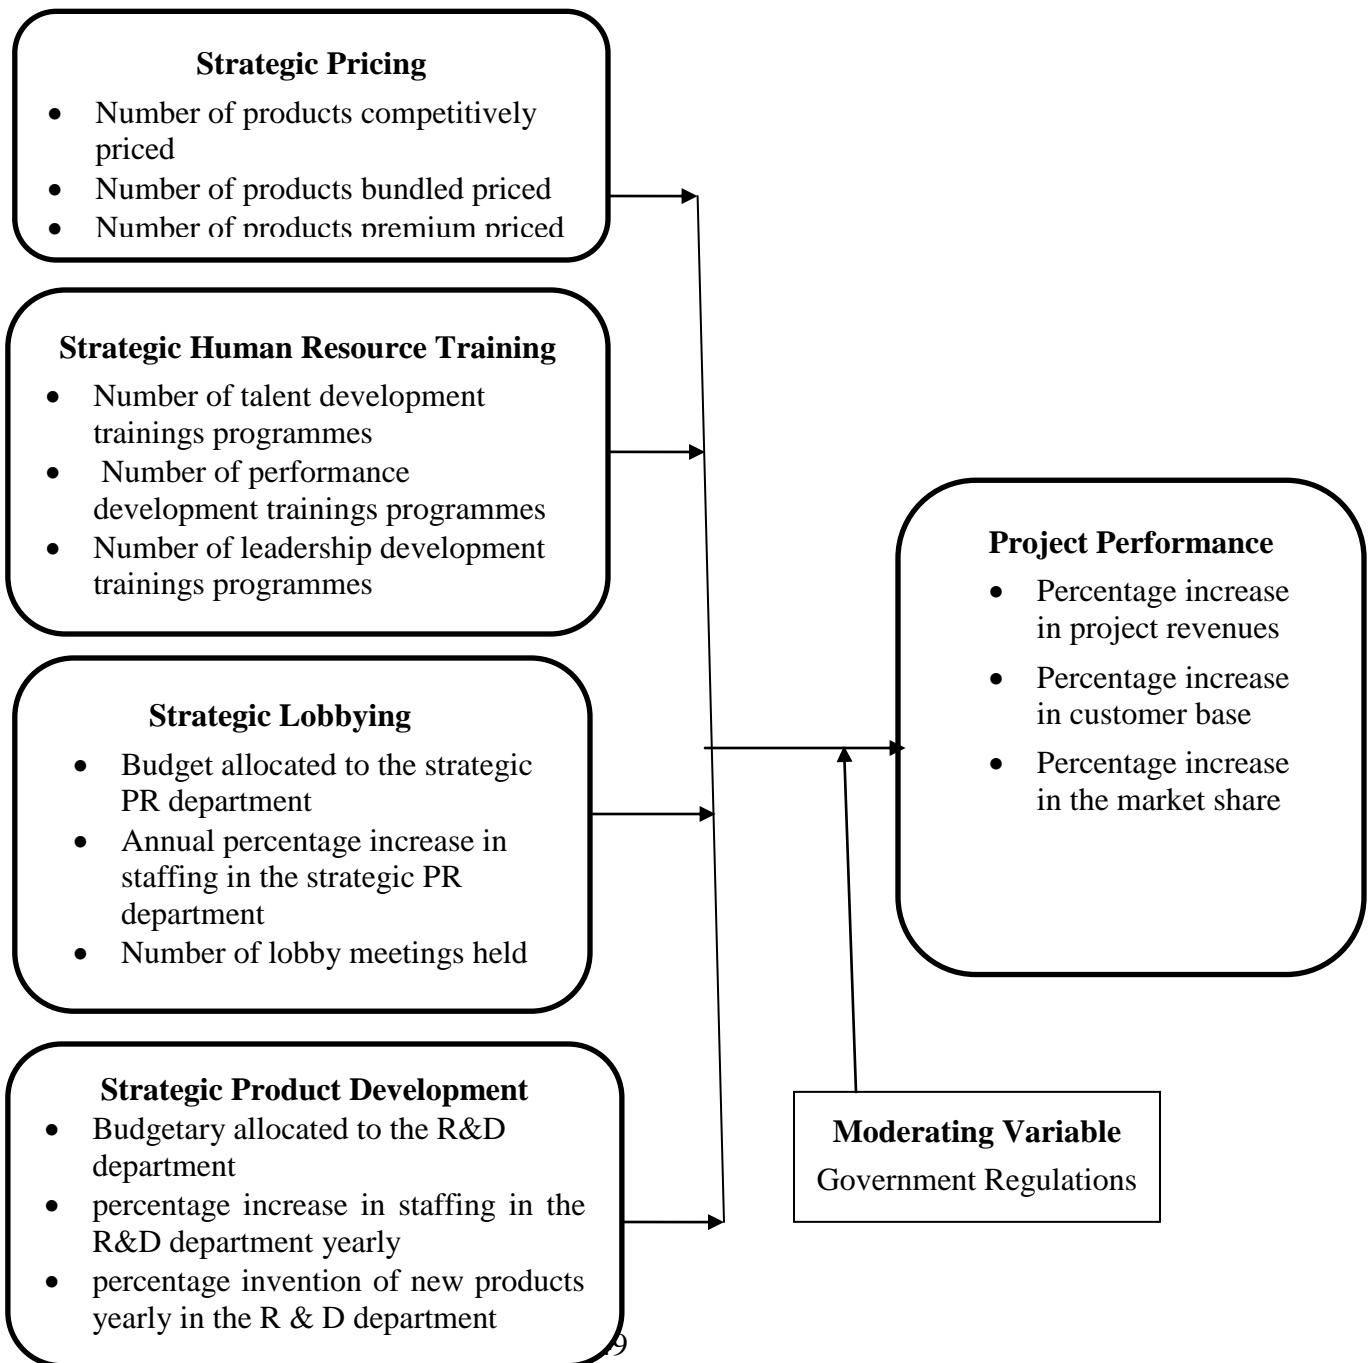 Strategic Pricing
• Number of products competitively
priced
• Number of products bundled priced
• Number of products premium priced
Strategic Human Resource Training
• Number of talent development
trainings programmes
• Number of performance
development trainings programmes
• Number of leadership development
trainings programmes
Strategic Lobbying
• Budget allocated to the strategic
PR department
• Annual percentage increase in
staffing in the strategic PR
department
• Number of lobby meetings held
Strategic Product Development
• Budgetary allocated to the R&D
department
• percentage increase in staffing in the
R&D department yearly
• percentage invention of new products
yearly in the R & D department
Project Performance
• Percentage increase
in project revenues
• Percentage increase
in customer base
• Percentage increase
in the market share
Moderating Variable
Government Regulations